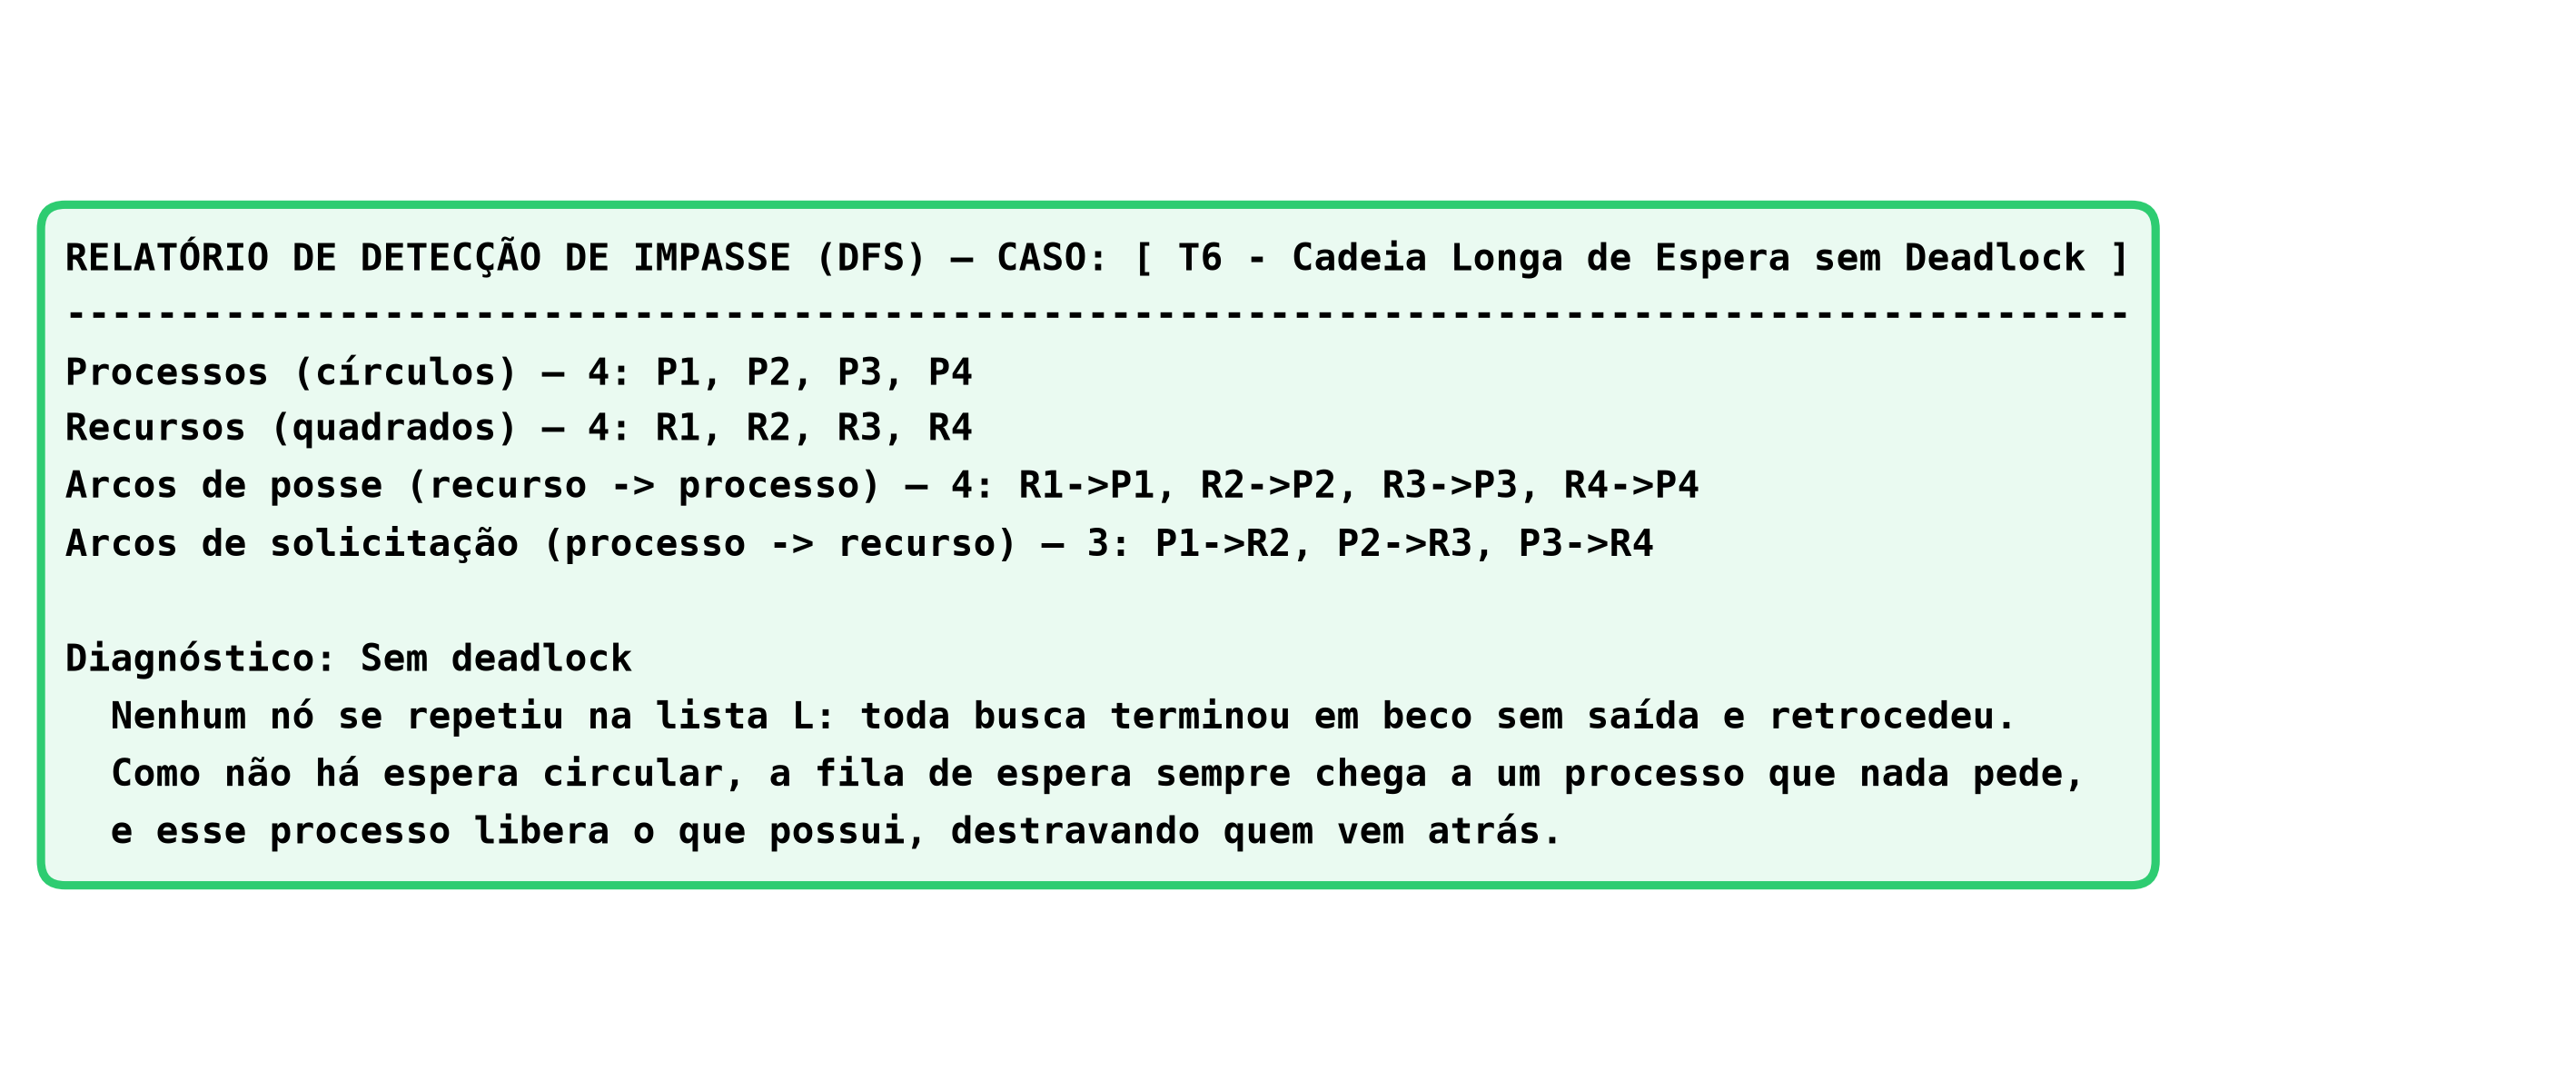 RELATÓRIO DE DETECÇÃO DE IMPASSE (DFS) — CASO: [ T6 - Cadeia Longa de Espera sem Deadlock ]
---------------------------------------------------------------------------------------------
Processos (círculos) — 4: P1, P2, P3, P4
Recursos (quadrados) — 4: R1, R2, R3, R4
Arcos de posse (recurso -> processo) — 4: R1->P1, R2->P2, R3->P3, R4->P4
Arcos de solicitação (processo -> recurso) — 3: P1->R2, P2->R3, P3->R4
Diagnóstico: Sem deadlock
Nenhum nó se repetiu na lista L: toda busca terminou em beco sem saída e retrocedeu.
Como não há espera circular, a fila de espera sempre chega a um processo que nada pede,
e esse processo libera o que possui, destravando quem vem atrás.